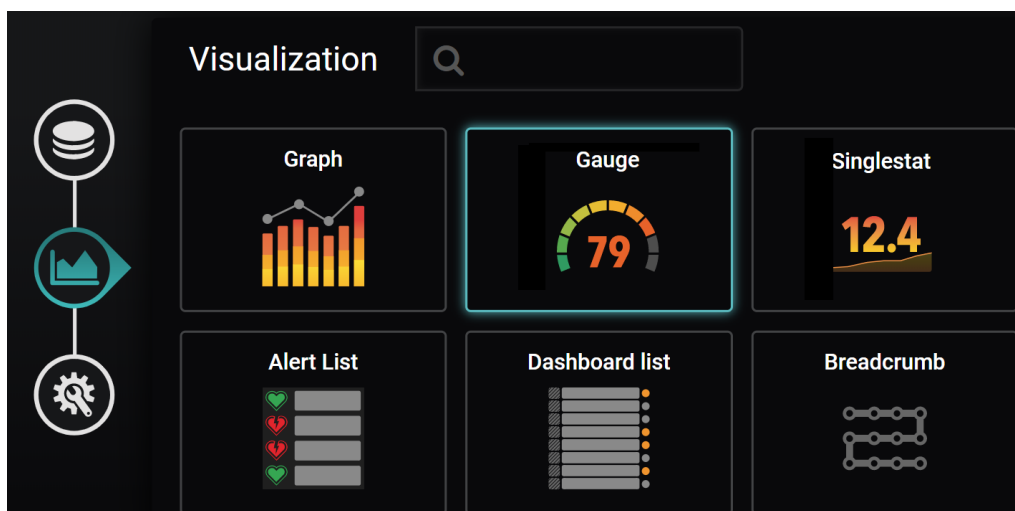 Visualization
Graph
Gauge
Singlestat
79
12.4
Alert List
Dashboard list
Breadcrumb